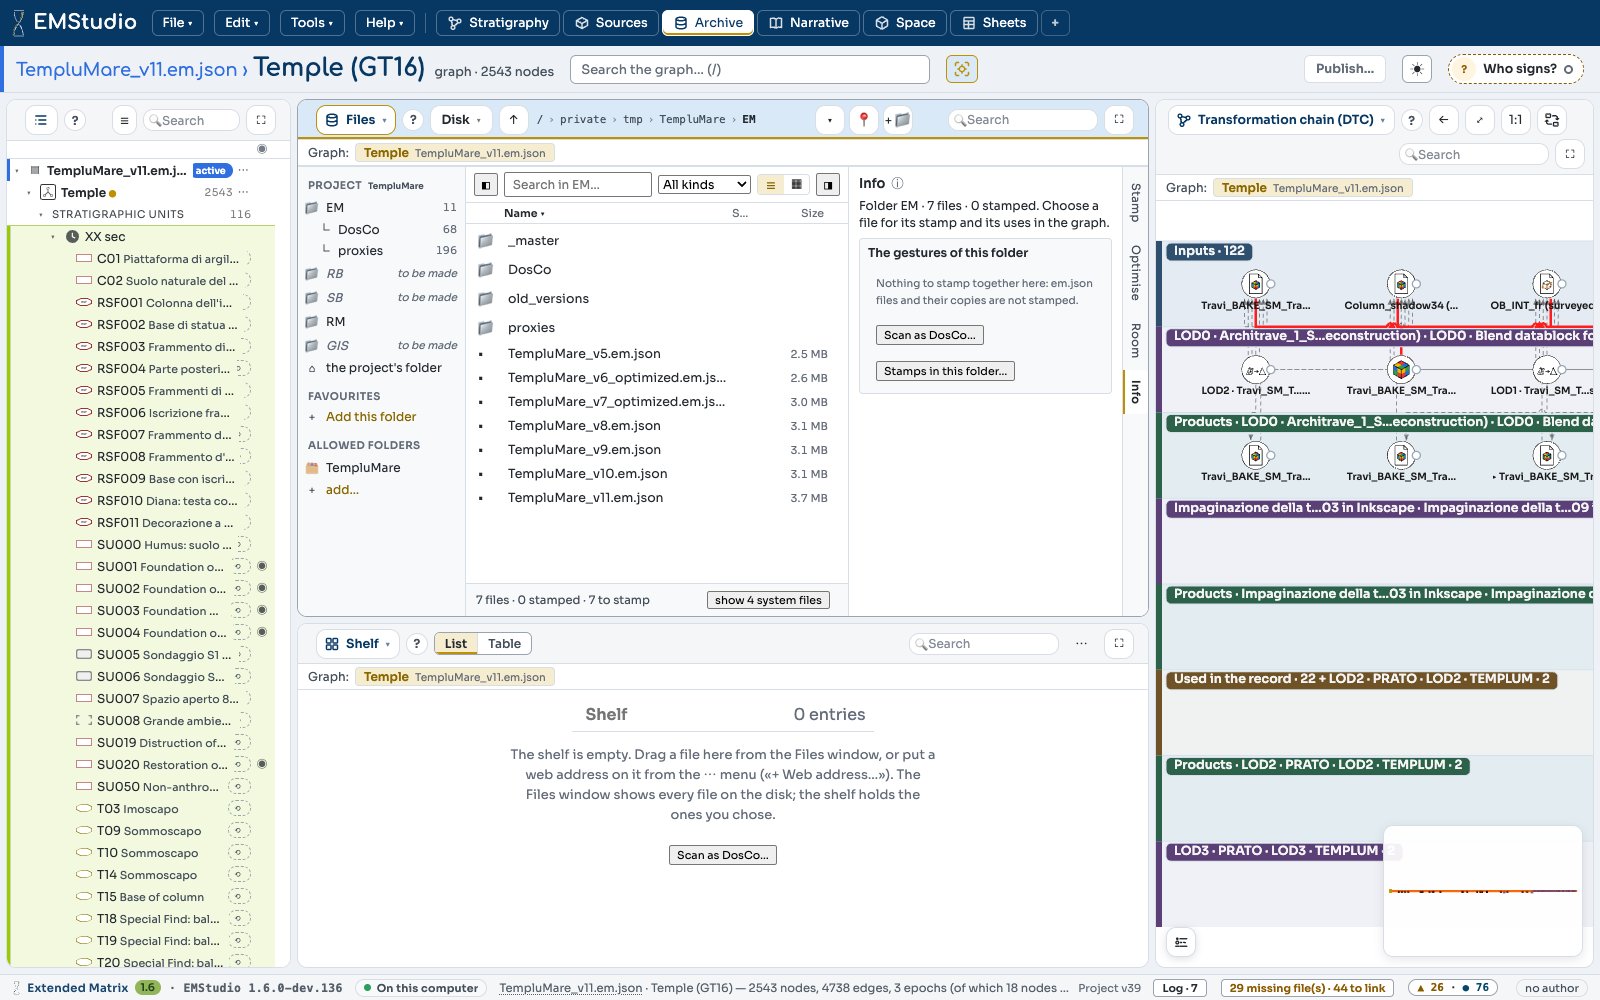 EMStudio File Edit Tools Help Stratigraphy Sources Archive Narrative Space Sheets +
TempluMare_v11.em.json › Temple (GT16) graph · 2543 nodes Search the graph... (/) Publish... ? Who signs?
? Search
TempluMare_v11.em.j... active ...
Temple 2543 ...
STRATIGRAPHIC UNITS 116
XX sec
C01 Piattaforma di argil...
C02 Suolo naturale del ...
RSF001 Colonna dell'i...
RSF002 Base di statua ...
RSF003 Frammento di...
RSF004 Parte posteri...
RSF005 Frammenti di ...
RSF006 Iscrizione fra...
RSF007 Frammento d...
RSF008 Frammento d'...
RSF009 Base con iscri...
RSF010 Diana: testa co...
RSF011 Decorazione a ...
SU000 Humus: suolo ...
SU001 Foundation o...
SU002 Foundation o...
SU003 Foundation ...
SU004 Foundation o...
SU005 Sondaggio S1 ...
SU006 Sondaggio S...
SU007 Spazio aperto 8...
SU008 Grande ambie...
SU019 Distruction of...
SU020 Restoration o...
SU050 Non-anthro...
T03 Imoscapo
T09 Sommoscapo
T10 Sommoscapo
T14 Sommoscapo
T15 Base of column
T18 Special Find: bal...
T19 Special Find: bal...
T20 Special Find: bal...
Files ? Disk ↑ / › private › tmp › TempluMare › EM + Search
Graph: Temple TempluMare_v11.em.json
PROJECT TempluMare
EM 11
DosCo 68
proxies 196
RB to be made
SB to be made
RM
GIS to be made
the project's folder
FAVOURITES
+ Add this folder
ALLOWED FOLDERS
TempluMare
+ add...
Search in EM... All kinds
Name S... Size
_master
DosCo
old_versions
proxies
TempluMare_v5.em.json 2.5 MB
TempluMare_v6_optimized.em.js... 2.6 MB
TempluMare_v7_optimized.em.js... 3.0 MB
TempluMare_v8.em.json 3.1 MB
TempluMare_v9.em.json 3.1 MB
TempluMare_v10.em.json 3.1 MB
TempluMare_v11.em.json 3.7 MB
7 files · 0 stamped · 7 to stamp show 4 system files
Info
Folder EM · 7 files · 0 stamped. Choose a
file for its stamp and its uses in the graph.
The gestures of this folder
Nothing to stamp together here: em.json
files and their copies are not stamped.
Scan as DosCo...
Stamps in this folder...
Stamp
Optimise
Room
Info
Shelf ? List Table Search ...
Graph: Temple TempluMare_v11.em.json
Shelf 0 entries
The shelf is empty. Drag a file here from the Files window, or put a
web address on it from the ··· menu («+ Web address...»). The
Files window shows every file on the disk; the shelf holds the
ones you chose.
Scan as DosCo...
Transformation chain (DTC) ? ← 1:1
Search
Graph: Temple TempluMare_v11.em.json
Inputs · 122
Travi_BAKE_SM_Tra... Column_shadow34 (... OB_INT_fr (surveyed
LOD0 · Architrave_1_S...econstruction) · LOD0 · Blend datablock fo
LOD2 · Travi_SM_T...... Travi_BAKE_SM_Tra... LOD1 · Travi_SM_T...s
Products · LOD0 · Architrave_1_S...econstruction) · LOD0 · Blend da
Travi_BAKE_SM_Tra... Travi_BAKE_SM_Tra... Travi_BAKE_SM_Tr
Impaginazione della t...03 in Inkscape · Impaginazione della t...09
Products · Impaginazione della t...03 in Inkscape · Impaginazione d
Used in the record · 22 + LOD2 · PRATO · LOD2 · TEMPLUM · 2
Products · LOD2 · PRATO · LOD2 · TEMPLUM · 2
LOD3 · PRATO · LOD3 · TEMPLUM · 2
Extended Matrix 1.6 · EMStudio 1.6.0-dev.136 On this computer TempluMare_v11.em.json · Temple (GT16) — 2543 nodes, 4738 edges, 3 epochs (of which 18 nodes ... Project v39 Log · 7 29 missing file(s) · 44 to link ▲ 26 · ● 76 no author